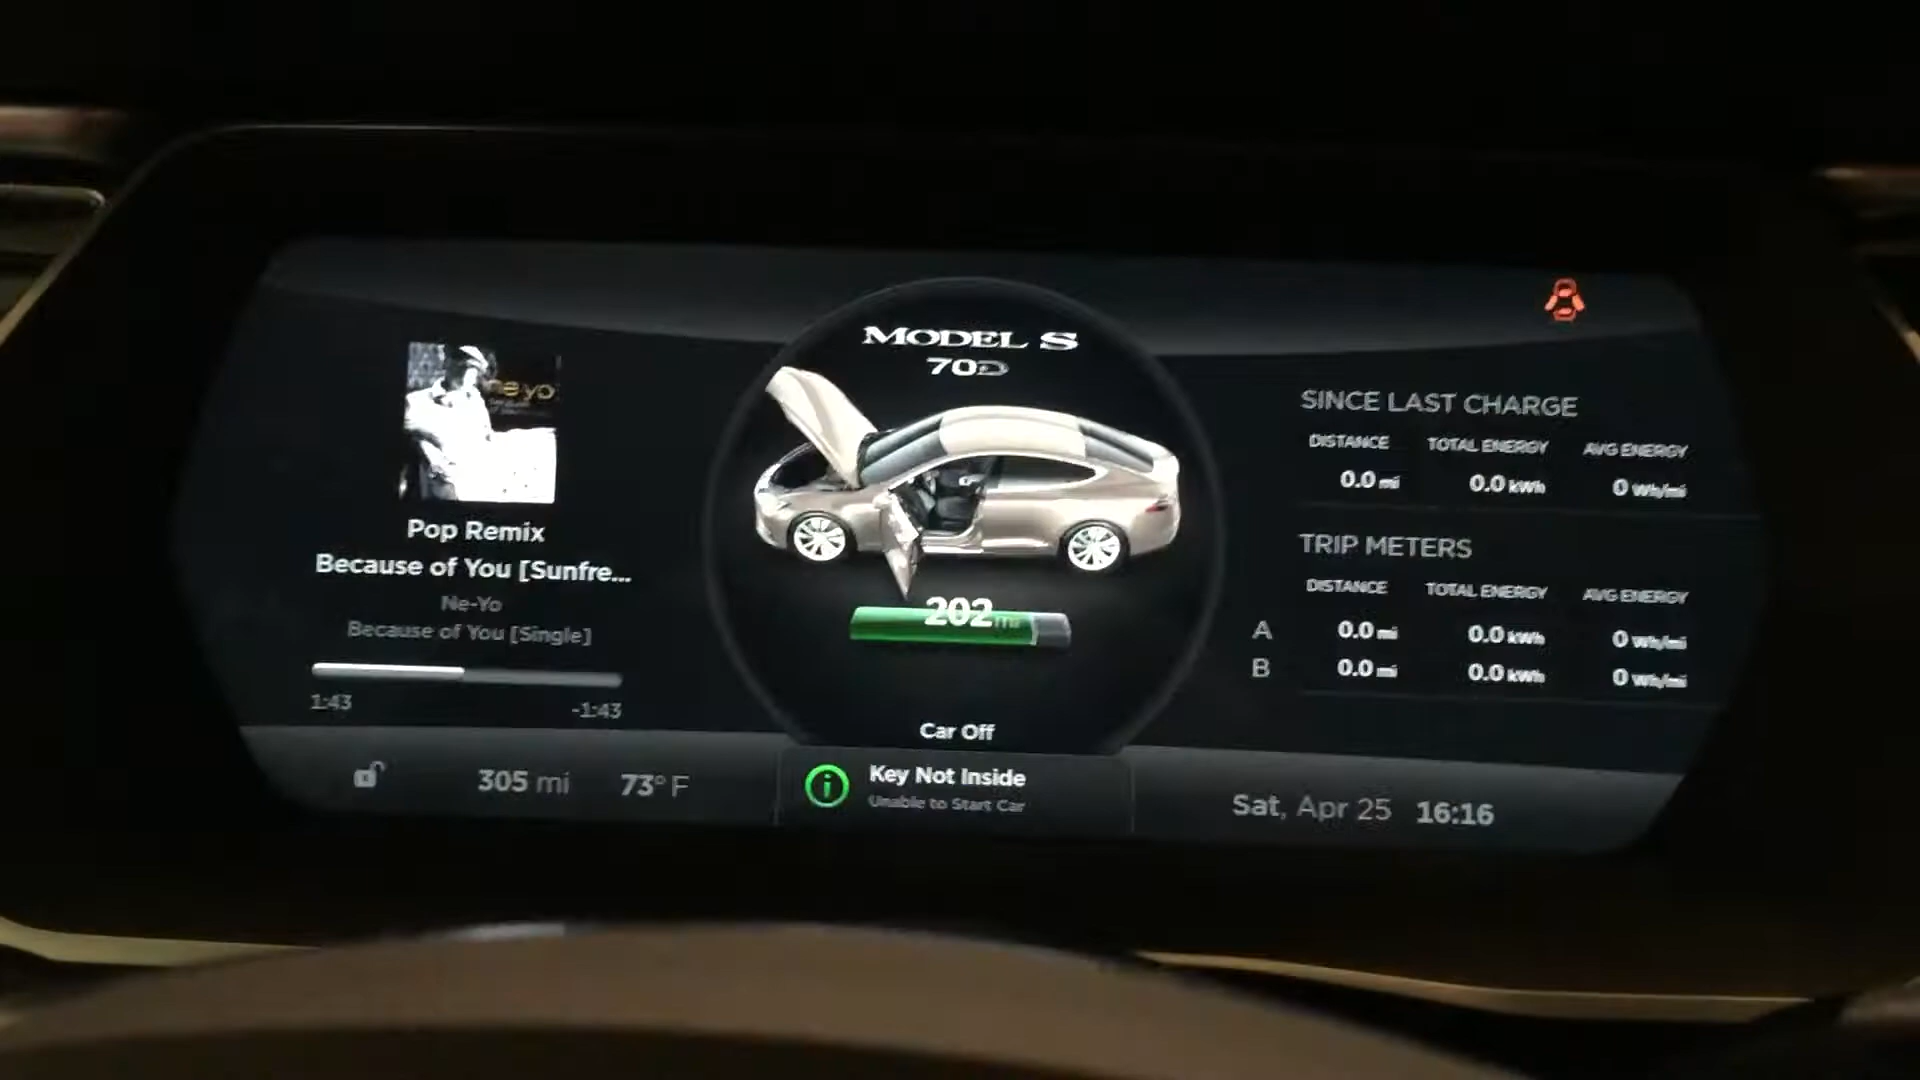 MODEL S
70D
ne yo
Pop Remix
Because of You [Sunfre...
Ne-Yo
Because of You [Single]
1:43 -1:43
202 mi
Car Off
SINCE LAST CHARGE
DISTANCE TOTAL ENERGY AVG ENERGY
0.0 mi 0.0 kWh 0 Wh/mi
TRIP METERS
DISTANCE TOTAL ENERGY AVG ENERGY
A 0.0 mi 0.0 kWh 0 Wh/mi
B 0.0 mi 0.0 kWh 0 Wh/mi
305 mi 73° F
Key Not Inside
Unable to Start Car
Sat, Apr 25 16:16